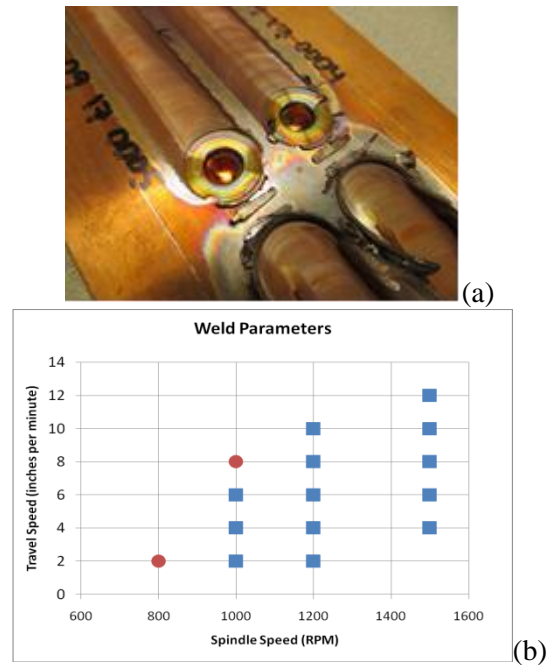 (a)
Weld Parameters
Travel Speed (inches per minute)
14
12
10
8
6
4
2
0
600 800 1000 1200 1400 1600
Spindle Speed (RPM)
(b)